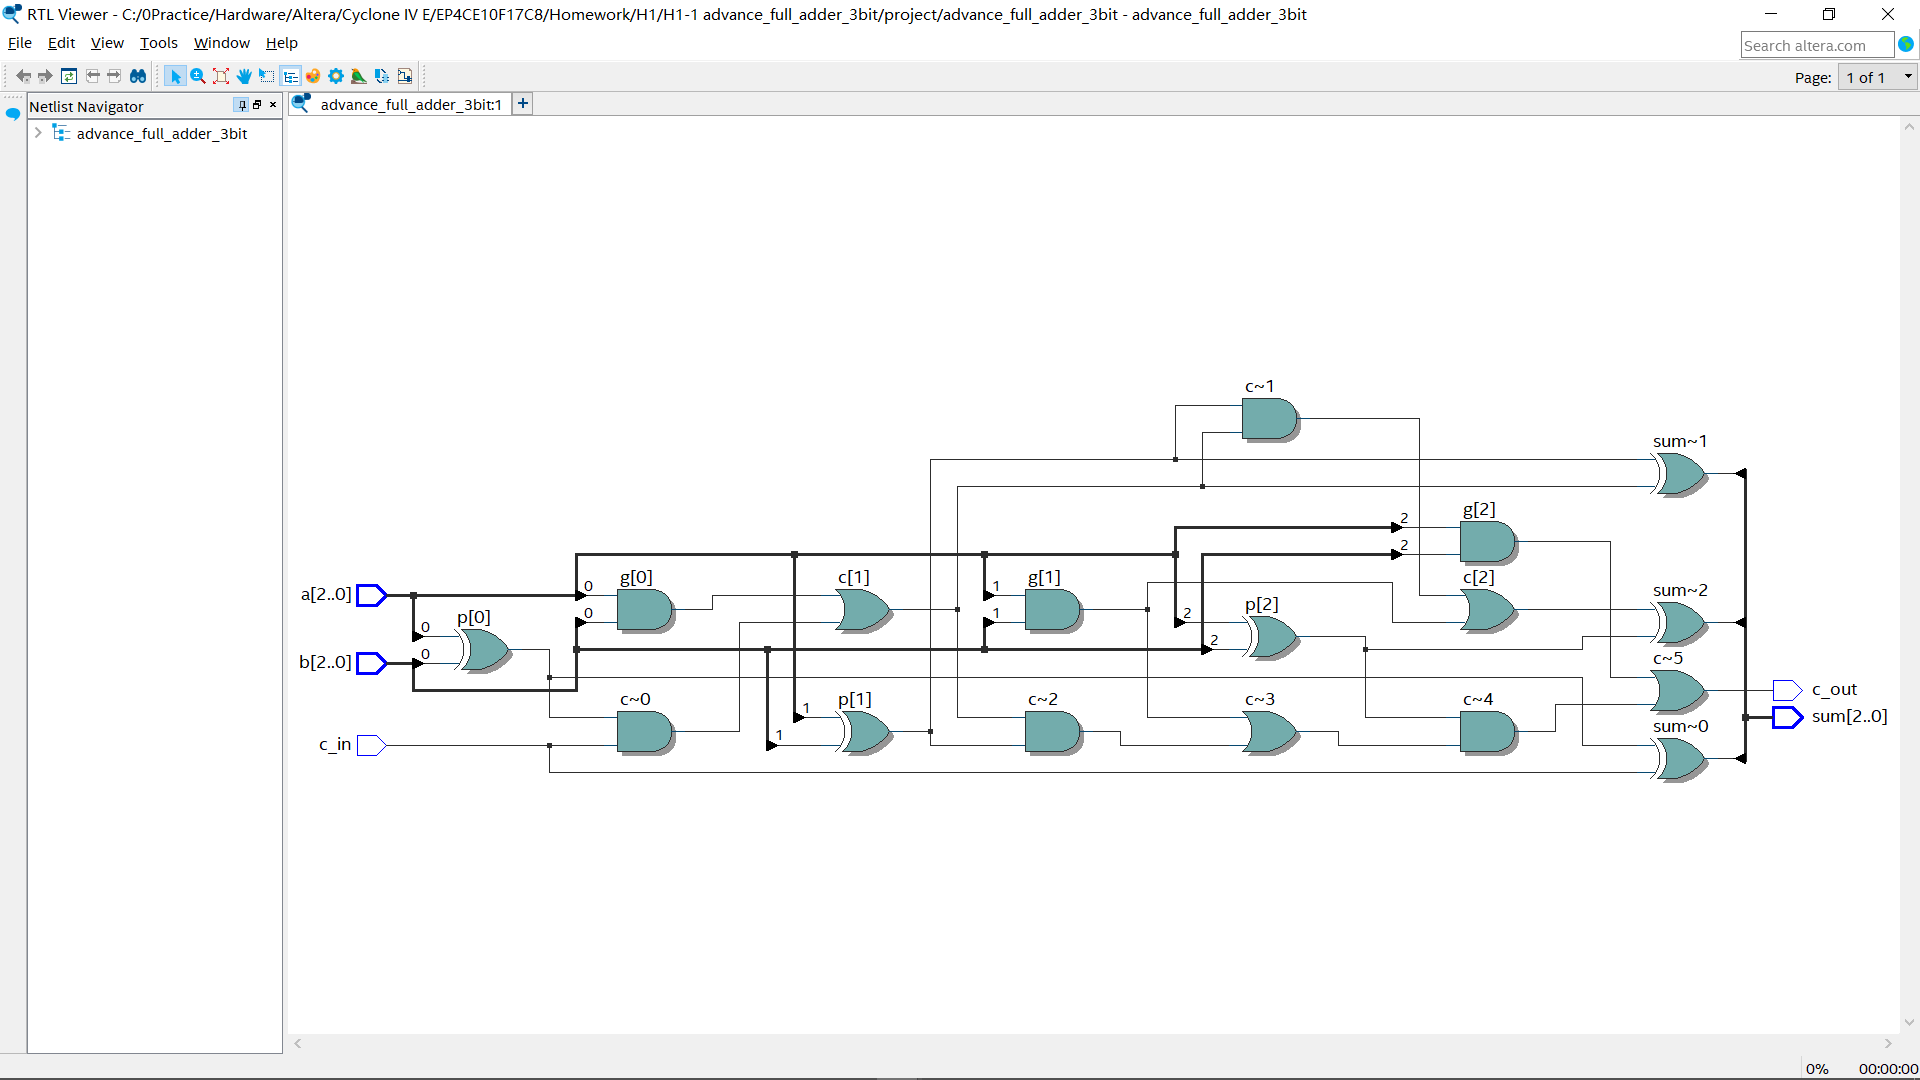 RTL Viewer - C:/0Practice/Hardware/Altera/Cyclone IV E/EP4CE10F17C8/Homework/H1/H1-1 advance_full_adder_3bit/project/advance_full_adder_3bit - advance_full_adder_3bit
File Edit View Tools Window Help
Search altera.com
Page: 1 of 1
Netlist Navigator
advance_full_adder_3bit:1
advance_full_adder_3bit
c~1
sum~1
g[2]
2
2
a[2..0]
0
g[0]
0
c[1]
1
g[1]
1
c[2]
sum~2
p[0]
0
0
2
p[2]
2
b[2..0]
c~5
c_out
c~0
1
p[1]
1
c~2
c~3
c~4
sum[2..0]
sum~0
c_in
0% 00:00:00